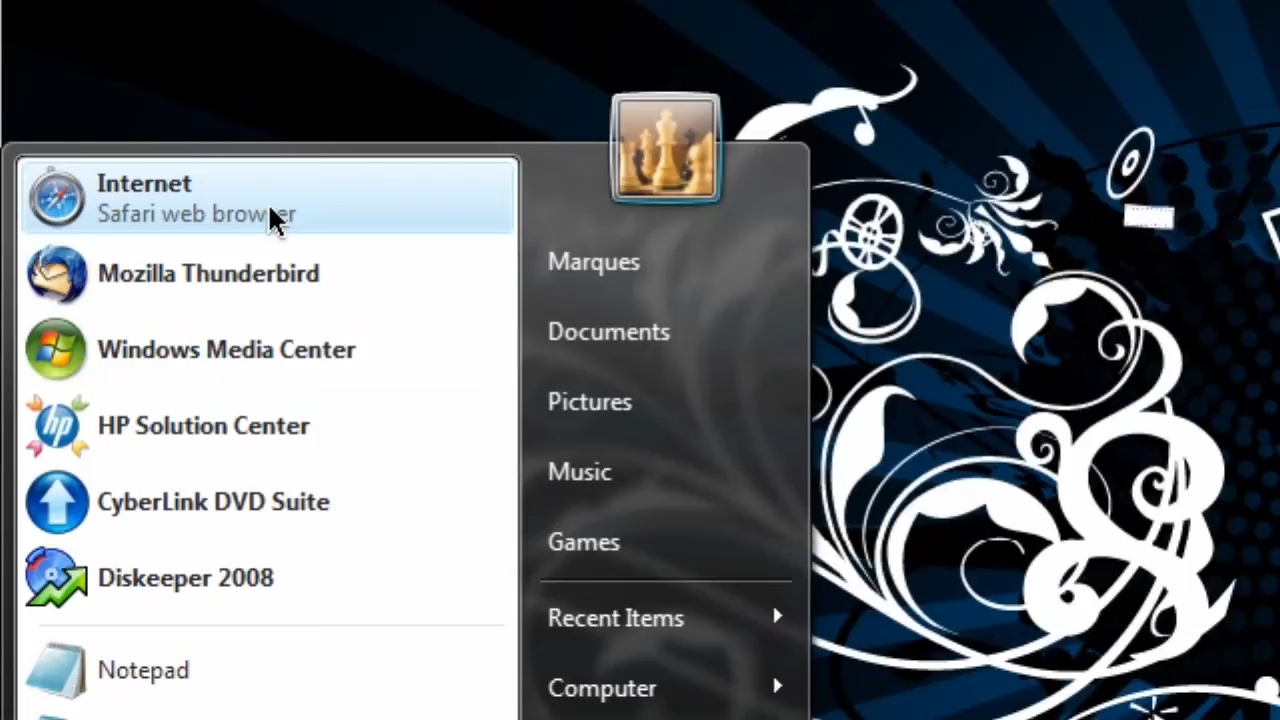 Internet
Safari web browser
Mozilla Thunderbird
Windows Media Center
hp
HP Solution Center
CyberLink DVD Suite
Diskeeper 2008
Notepad
Marques
Documents
Pictures
Music
Games
Recent Items
Computer